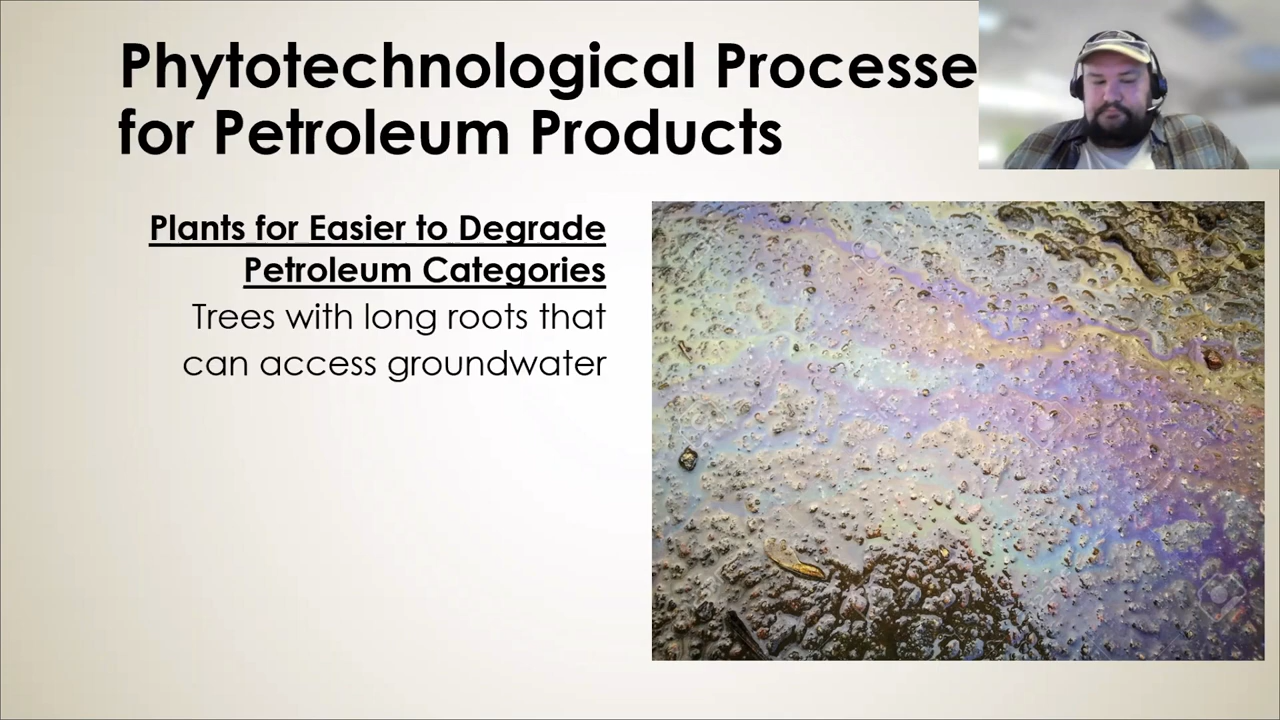 Phytotechnological Processe
for Petroleum Products
Plants for Easier to Degrade
Petroleum Categories
Trees with long roots that
can access groundwater